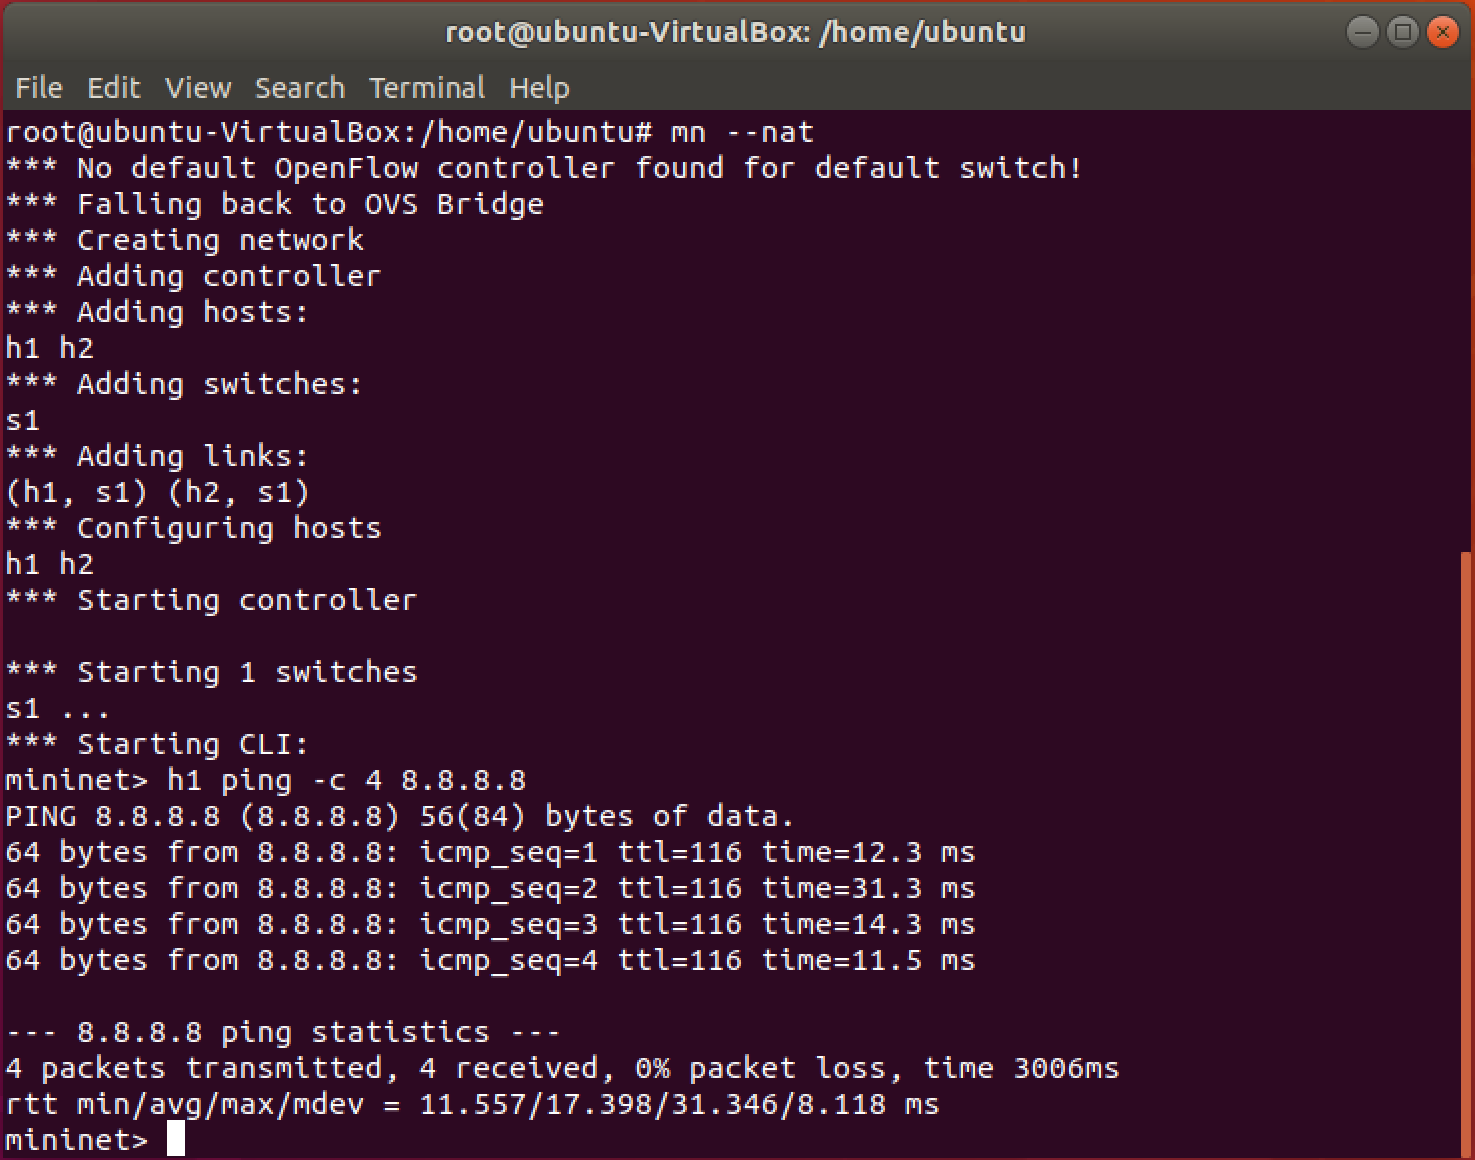 root@ubuntu-VirtualBox: /home/ubuntu
File Edit View Search Terminal Help
root@ubuntu-VirtualBox:/home/ubuntu# mn --nat
*** No default OpenFlow controller found for default switch!
*** Falling back to OVS Bridge
*** Creating network
*** Adding controller
*** Adding hosts:
h1 h2
*** Adding switches:
s1
*** Adding links:
(h1, s1) (h2, s1)
*** Configuring hosts
h1 h2
*** Starting controller
*** Starting 1 switches
s1 ...
*** Starting CLI:
mininet> h1 ping -c 4 8.8.8.8
PING 8.8.8.8 (8.8.8.8) 56(84) bytes of data.
64 bytes from 8.8.8.8: icmp_seq=1 ttl=116 time=12.3 ms
64 bytes from 8.8.8.8: icmp_seq=2 ttl=116 time=31.3 ms
64 bytes from 8.8.8.8: icmp_seq=3 ttl=116 time=14.3 ms
64 bytes from 8.8.8.8: icmp_seq=4 ttl=116 time=11.5 ms
--- 8.8.8.8 ping statistics ---
4 packets transmitted, 4 received, 0% packet loss, time 3006ms
rtt min/avg/max/mdev = 11.557/17.398/31.346/8.118 ms
mininet>